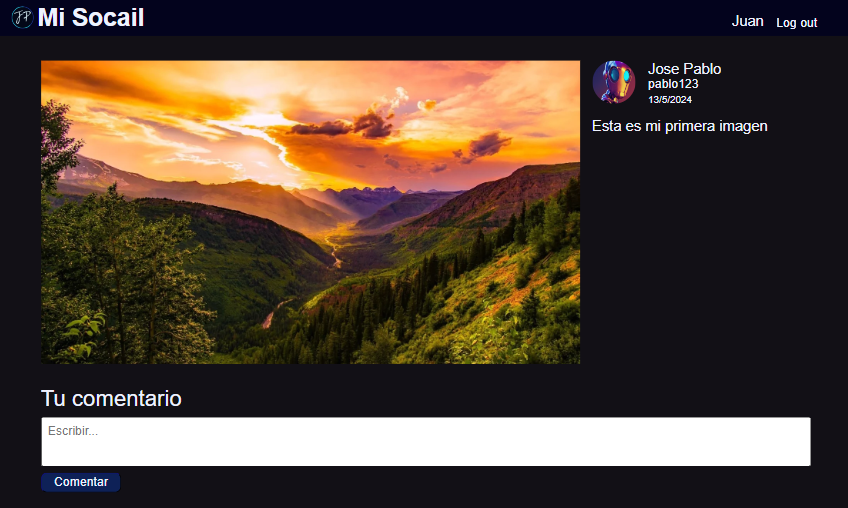 JP Mi Socail
Juan Log out
Jose Pablo
pablo123
13/5/2024
Esta es mi primera imagen
Tu comentario
Escribir...
Comentar